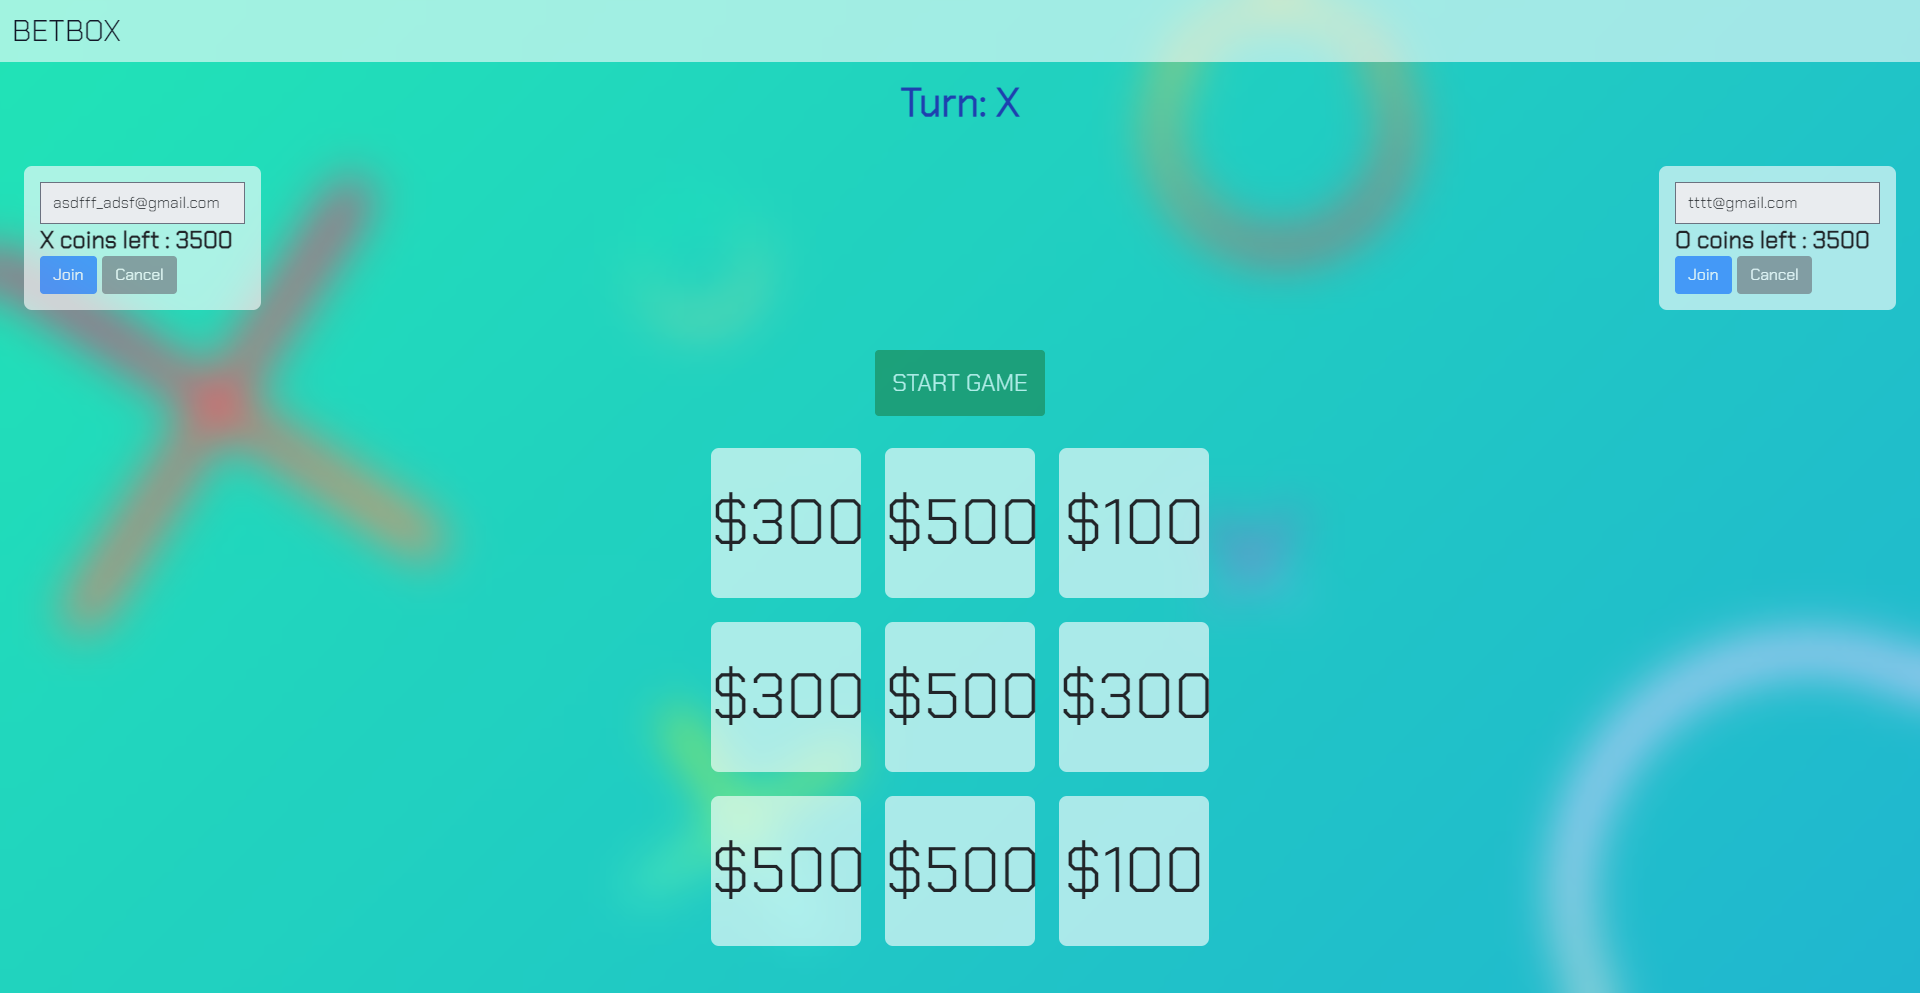 BETBOX
Turn: X
asdfff_adsf@gmail.com
X coins left : 3500
Join Cancel
tttt@gmail.com
O coins left : 3500
Join Cancel
START GAME
$300 $500 $100
$300 $500 $300
$500 $500 $100